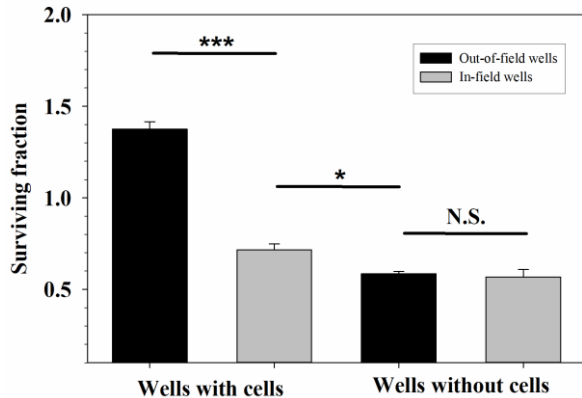 2.0
***
Out-of-field wells
In-field wells
1.5
Surviving fraction
*
1.0
N.S.
0.5
Wells with cells
Wells without cells